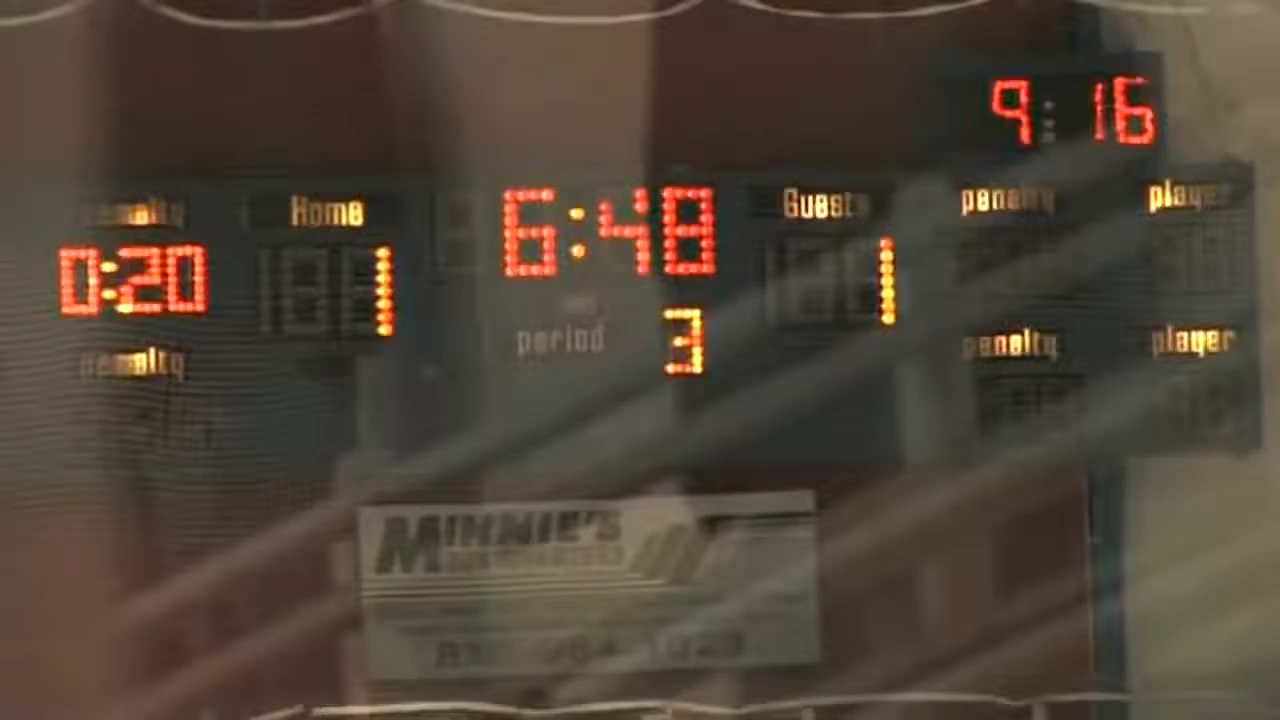 9:16
penalty Home 6:48 Guests penalty player
0:20 1 1
period 3
penalty penalty player
MINNIE'S